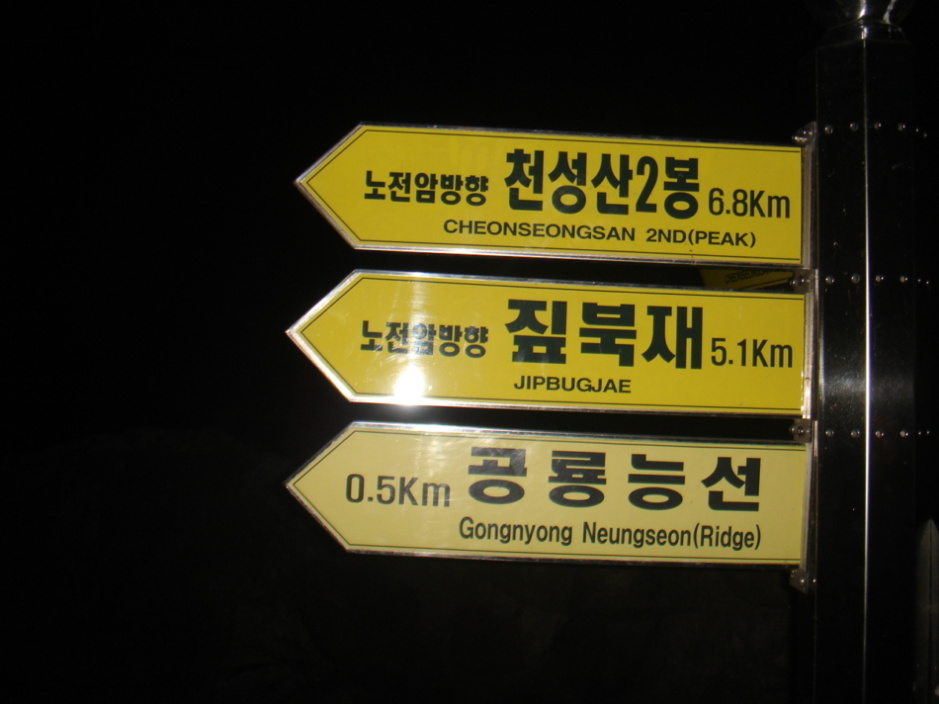 노전암방향 천성산2봉 6.8Km
CHEONSEONGSAN 2ND(PEAK)
노전암방향 짚북재 5.1Km
JIPBUGJAE
0.5Km 공룡능선
Gongnyong Neungseon(Ridge)